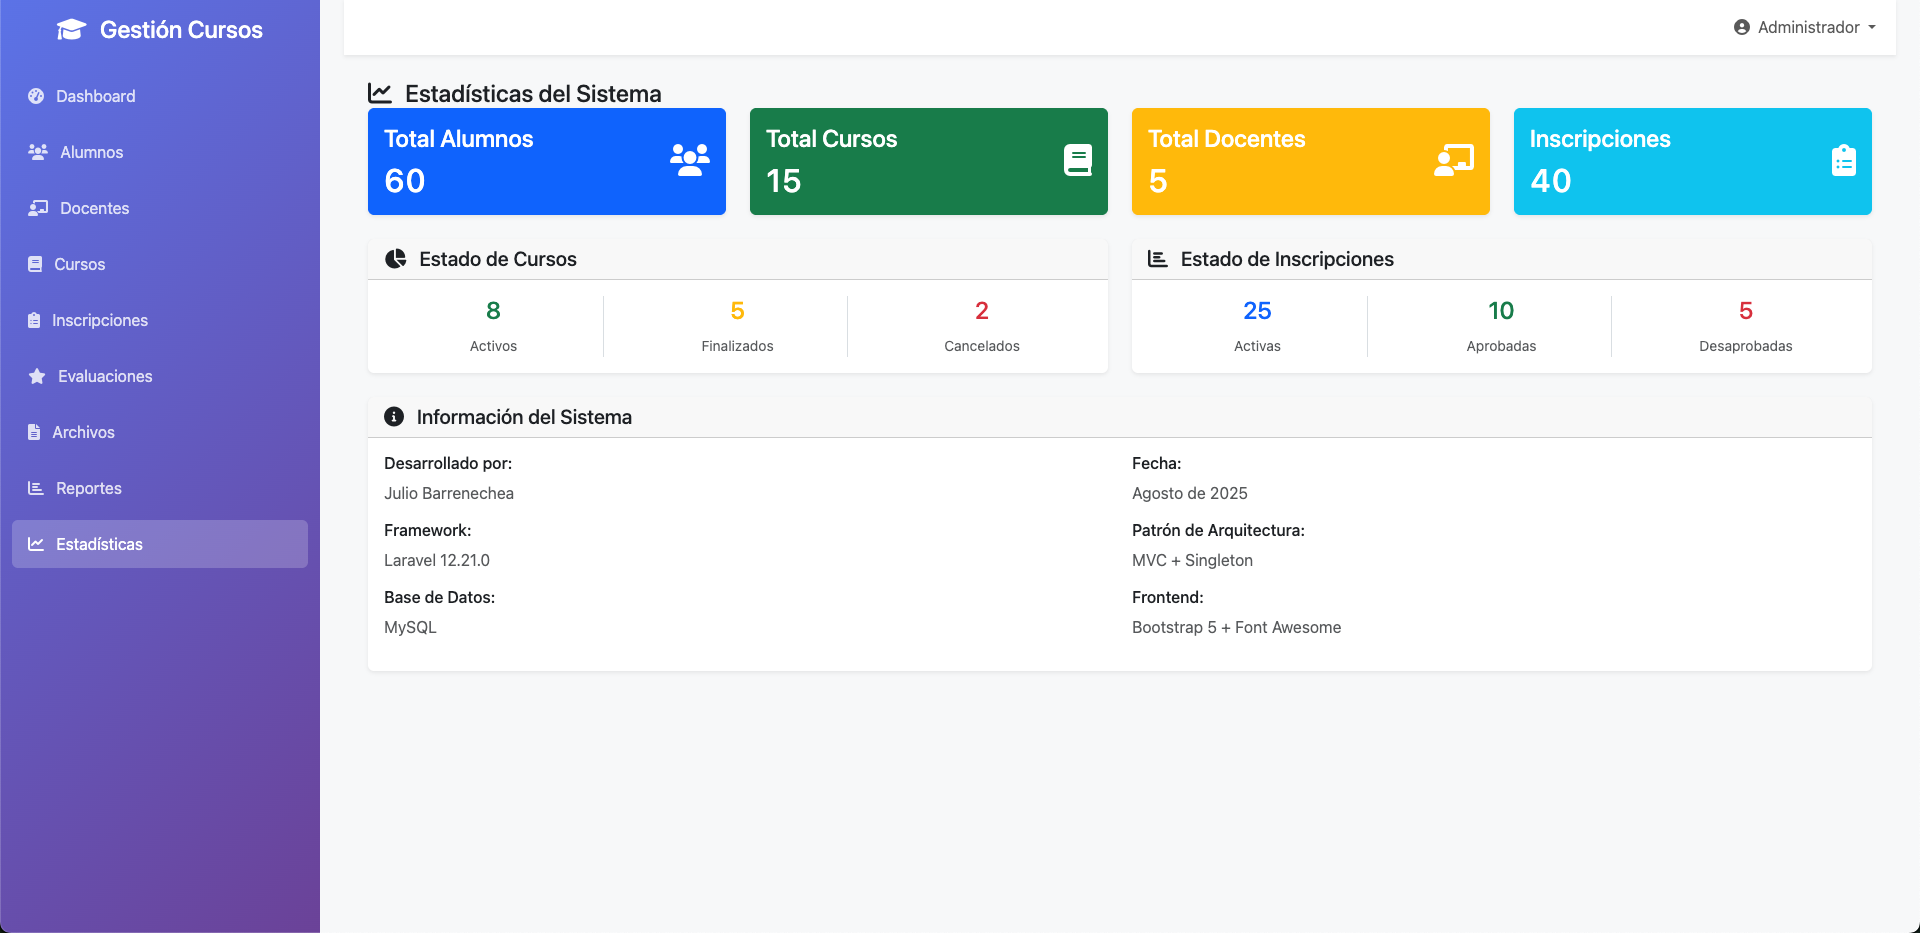 Gestión Cursos
Administrador
Dashboard
Alumnos
Docentes
Cursos
Inscripciones
Evaluaciones
Archivos
Reportes
Estadísticas
Estadísticas del Sistema
Total Alumnos
60
Total Cursos
15
Total Docentes
5
Inscripciones
40
Estado de Cursos
8
Activos
5
Finalizados
2
Cancelados
Estado de Inscripciones
25
Activas
10
Aprobadas
5
Desaprobadas
Información del Sistema
Desarrollado por:
Julio Barrenechea
Framework:
Laravel 12.21.0
Base de Datos:
MySQL
Fecha:
Agosto de 2025
Patrón de Arquitectura:
MVC + Singleton
Frontend:
Bootstrap 5 + Font Awesome